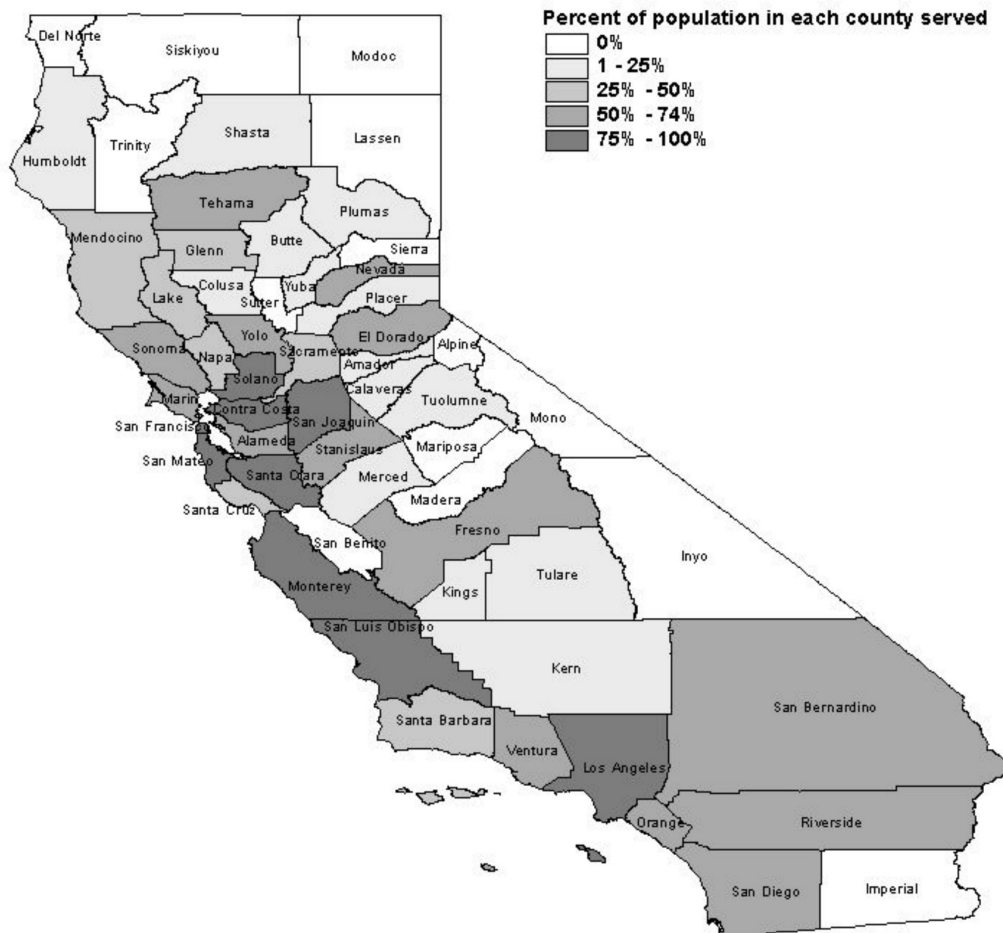 Percent of population in each county served
0%
1 - 25%
25% - 50%
50% - 74%
75% - 100%
Del Norte
Siskiyou
Modoc
Humboldt
Trinity
Shasta
Lassen
Tehama
Plumas
Mendocino
Glenn
Butte
Sierra
Nevada
Colusa
Yuba
Lake
Sutter
Placer
Yolo
El Dorado
Sonoma
Napa
Sacramento
Alpine
Amador
Solano
Calaveras
Marin
Contra Costa
Tuolumne
San Francisco
San Joaquin
Mono
Alameda
Stanislaus
Mariposa
San Mateo
Santa Clara
Merced
Madera
Santa Cruz
Fresno
San Benito
Inyo
Tulare
Monterey
Kings
San Luis Obispo
Kern
San Bernardino
Santa Barbara
Ventura
Los Angeles
Orange
Riverside
San Diego
Imperial